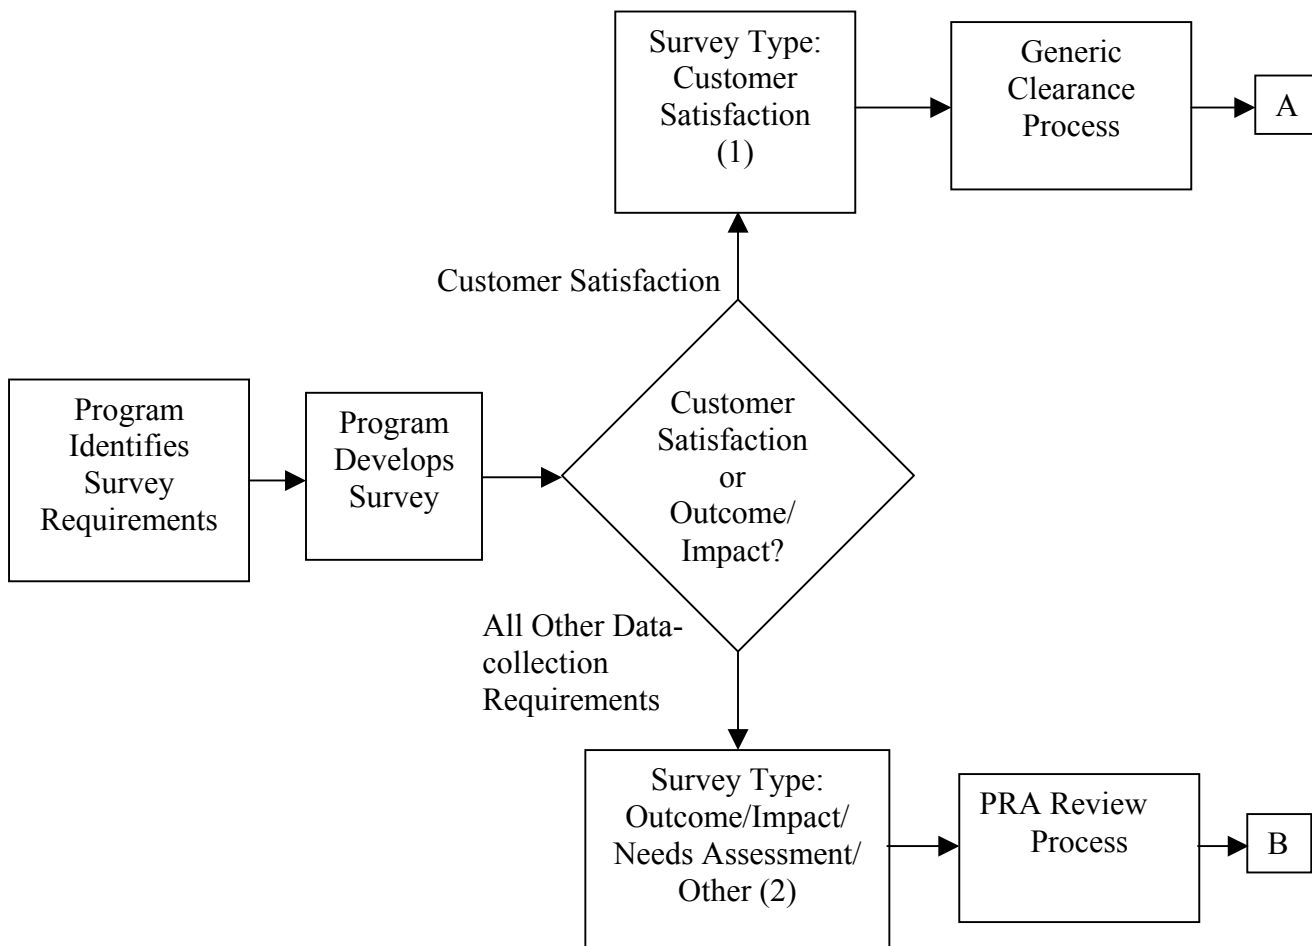 Survey Type:
Customer
Satisfaction
(1)
Generic
Clearance
Process
A
Customer Satisfaction
Program
Identifies
Survey
Requirements
Program
Develops
Survey
Customer
Satisfaction
or
Outcome/
Impact?
All Other Data-
collection
Requirements
Survey Type:
Outcome/Impact/
Needs Assessment/
Other (2)
PRA Review
Process
B